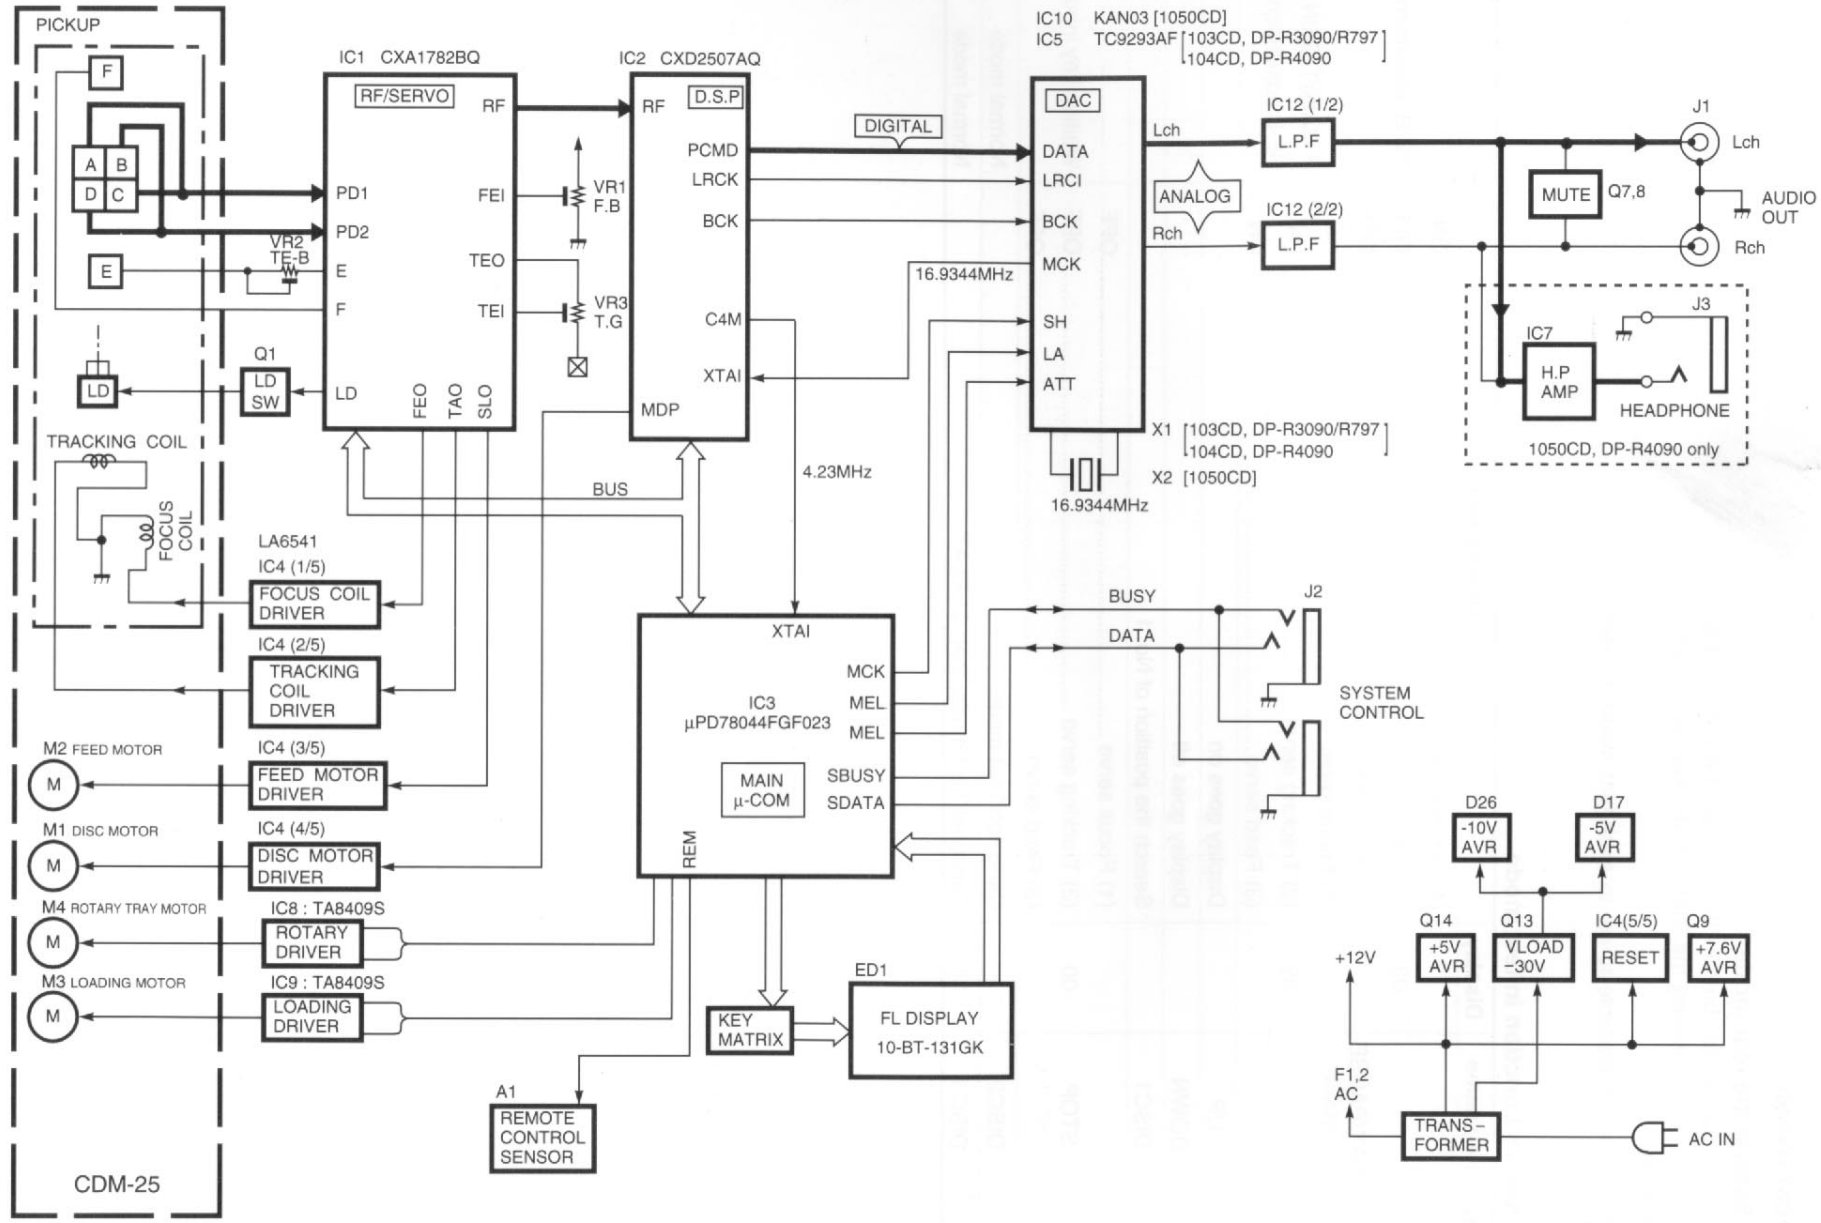 PICKUP
F
A B
D C
E
VR2
TE-B
LD
Q1
LD
SW
TRACKING COIL
FOCUS
COIL
IC1 CXA1782BQ
RF/SERVO
RF
PD1
PD2
E
F
LD
FEI
TEO
TEI
FEO
TAO
SLO
VR1
F.B
VR3
T.G
IC2 CXD2507AQ
D.S.P
RF
PCMD
LRCK
BCK
C4M
XTAI
MDP
DIGITAL
16.9344MHz
4.23MHz
BUS
IC10 KAN03 [1050CD]
IC5 TC9293AF [103CD, DP-R3090/R797]
104CD, DP-R4090
DAC
DATA
LRCI
BCK
MCK
SH
LA
ATT
Lch
ANALOG
Rch
IC12 (1/2)
L.P.F
IC12 (2/2)
L.P.F
MUTE
Q7,8
J1
Lch
AUDIO
OUT
Rch
J3
IC7
H.P
AMP
HEADPHONE
1050CD, DP-R4090 only
X1 [103CD, DP-R3090/R797]
104CD, DP-R4090
X2 [1050CD]
16.9344MHz
LA6541
IC4 (1/5)
FOCUS COIL
DRIVER
IC4 (2/5)
TRACKING
COIL
DRIVER
M2 FEED MOTOR
M
IC4 (3/5)
FEED MOTOR
DRIVER
M1 DISC MOTOR
M
IC4 (4/5)
DISC MOTOR
DRIVER
M4 ROTARY TRAY MOTOR
M
IC8 : TA8409S
ROTARY
DRIVER
M3 LOADING MOTOR
M
IC9 : TA8409S
LOADING
DRIVER
XTAI
IC3
μPD78044FGF023
MAIN
μ-COM
MCK
MEL
MEL
SBUSY
SDATA
REM
BUSY
DATA
J2
SYSTEM
CONTROL
KEY
MATRIX
ED1
FL DISPLAY
10-BT-131GK
A1
REMOTE
CONTROL
SENSOR
CDM-25
D26
-10V
AVR
D17
-5V
AVR
Q14
+5V
AVR
Q13
VLOAD
-30V
IC4(5/5)
RESET
Q9
+7.6V
AVR
+12V
F1,2
AC
TRANS-
FORMER
AC IN